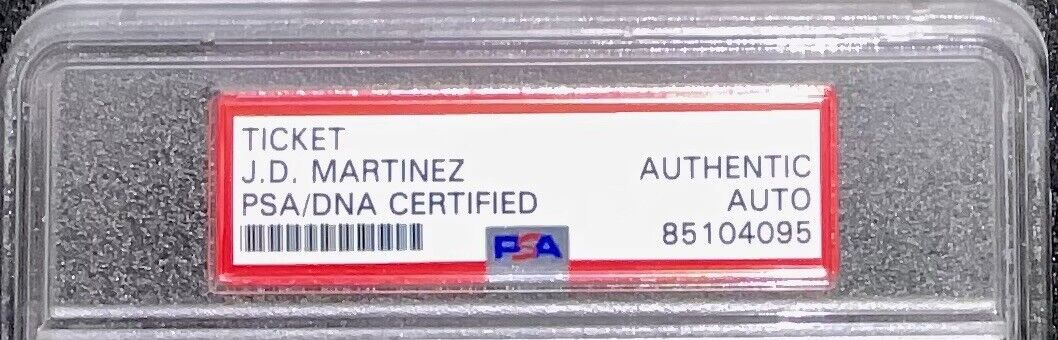 TICKET
J.D. MARTINEZ
PSA/DNA CERTIFIED
AUTHENTIC
AUTO
85104095
PSA